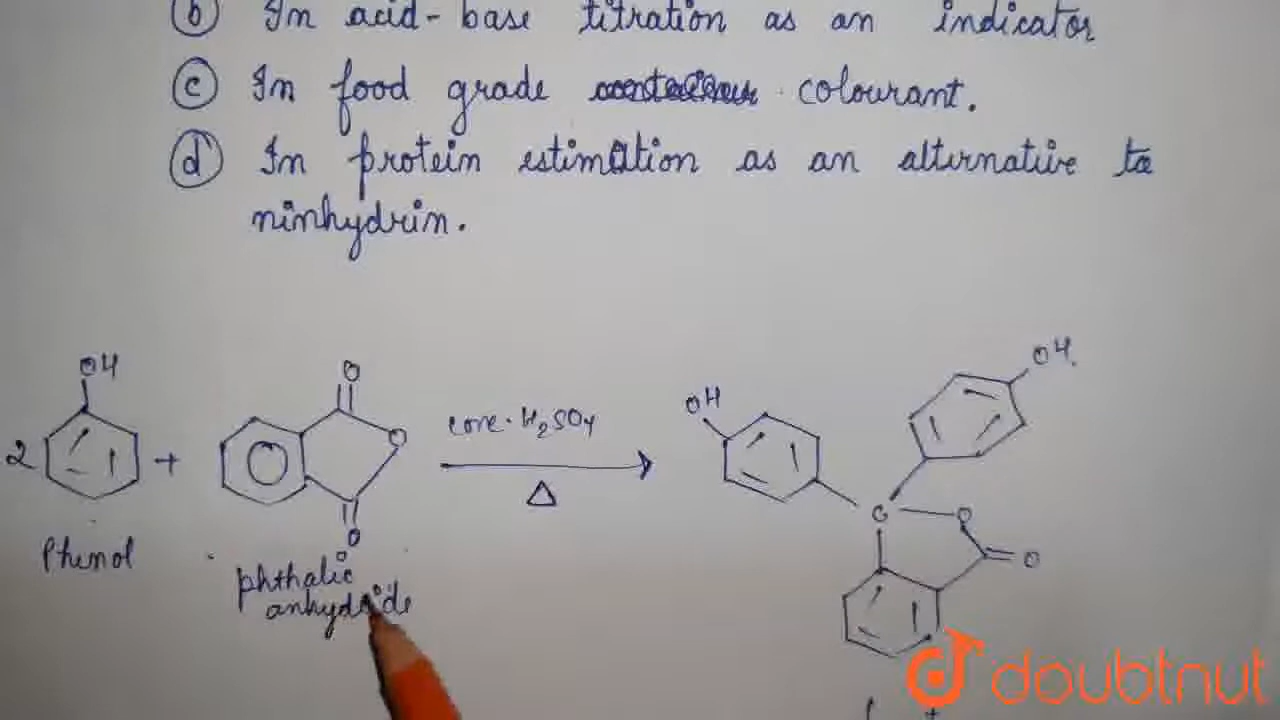 (b) In acid-base titration as an indicator
(c) In food grade colourant.
(d) In protein estimation as an alternative to
ninhydrin.
OH
2
+
Phenol
O
O
O
phthalic
anhydride
conc. H2SO4
Δ
OH
OH
C
O
O
doubtnut